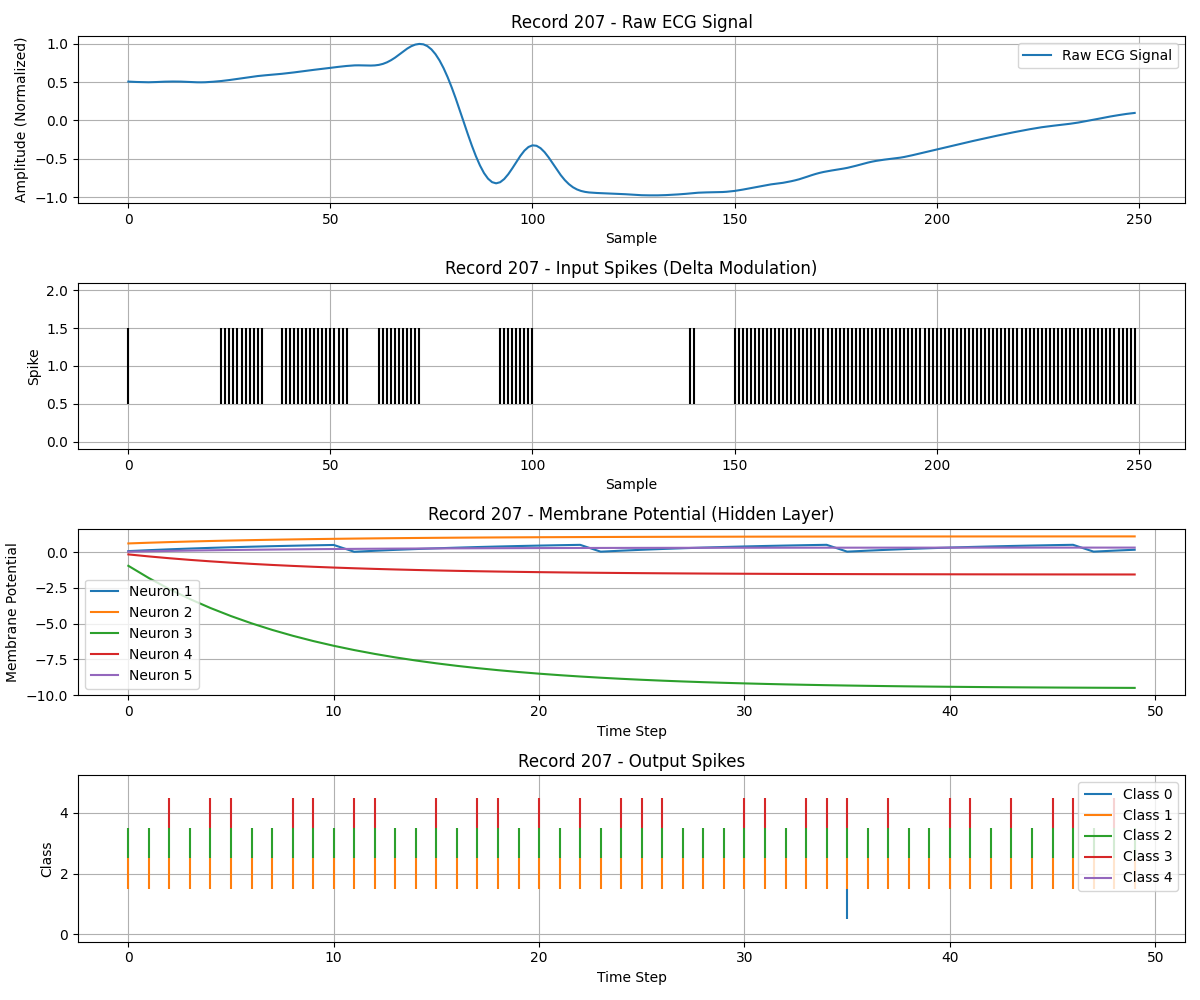 Record 207 - Raw ECG Signal
Amplitude (Normalized)
1.0
0.5
0.0
−0.5
−1.0
Raw ECG Signal
0 50 100 150 200 250
Sample
Record 207 - Input Spikes (Delta Modulation)
Spike
2.0
1.5
1.0
0.5
0.0
0 50 100 150 200 250
Sample
Record 207 - Membrane Potential (Hidden Layer)
Membrane Potential
0.0
−2.5
−5.0
−7.5
−10.0
Neuron 1
Neuron 2
Neuron 3
Neuron 4
Neuron 5
0 10 20 30 40 50
Time Step
Record 207 - Output Spikes
Class
4
2
0
Class 0
Class 1
Class 2
Class 3
Class 4
0 10 20 30 40 50
Time Step